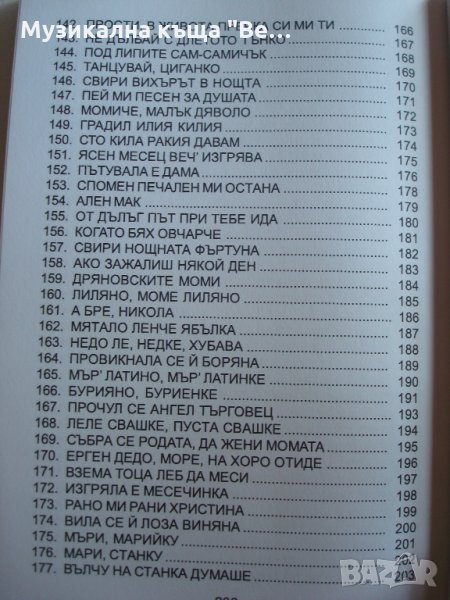 Музикална къща "Ве...
ПРОСТИ, В ЖИВОТА ГРЕШКА СИ МИ ТИ 166
143. НЕ ДЪЛБАЙ С ДЛЕТОТО ТЪНКО 167
144. ПОД ЛИПИТЕ САМ-САМИЧЪК 168
145. ТАНЦУВАЙ, ЦИГАНКО 169
146. СВИРИ ВИХЪРЪТ В НОЩТА 170
147. ПЕЙ МИ ПЕСЕН ЗА ДУШАТА 171
148. МОМИЧЕ, МАЛЪК ДЯВОЛО 172
149. ГРАДИЛ ИЛИЯ КИЛИЯ 173
150. СТО КИЛА РАКИЯ ДАВАМ 174
151. ЯСЕН МЕСЕЦ ВЕЧ' ИЗГРЯВА 175
152. ПЪТУВАЛА Е ДАМА 176
153. СПОМЕН ПЕЧАЛЕН МИ ОСТАНА 178
154. АЛЕН МАК 179
155. ОТ ДЪЛЪГ ПЪТ ПРИ ТЕБЕ ИДА 180
156. КОГАТО БЯХ ОВЧАРЧЕ 181
157. СВИРИ НОЩНАТА ФЪРТУНА 182
158. АКО ЗАЖАЛИШ НЯКОЙ ДЕН 183
159. ДРЯНОВСКИТЕ МОМИ 184
160. ЛИЛЯНО, МОМЕ ЛИЛЯНО 185
161. А БРЕ, НИКОЛА 186
162. МЯТАЛО ЛЕНЧЕ ЯБЪЛКА 187
163. НЕДО ЛЕ, НЕДКЕ, ХУБАВА 188
164. ПРОВИКНАЛА СЕ Й БОРЯНА 189
165. МЪР' ЛАТИНО, МЪР' ЛАТИНКЕ 190
166. БУРИЯНО, БУРИЕНКЕ 191
167. ПРОЧУЛ СЕ АНГЕЛ ТЪРГОВЕЦ 193
168. ЛЕЛЕ СВАШКЕ, ПУСТА СВАШКЕ 194
169. СЪБРА СЕ РОДАТА, ДА ЖЕНИ МОМАТА 195
170. ЕРГЕН ДЕДО, МОРЕ, НА ХОРО ОТИДЕ 196
171. ВЗЕМА ТОЦА ЛЕБ ДА МЕСИ 197
172. ИЗГРЯЛА Е МЕСЕЧИНКА 198
173. РАНО МИ РАНИ ХРИСТИНА 199
174. ВИЛА СЕ Й ЛОЗА ВИНЯНА 200
175. МЪРИ, МАРИЙКУ 201
176. МАРИ, СТАНКУ 202
177. ВЪЛЧУ НА СТАНКА ДУМАШЕ 203
bazar.bg